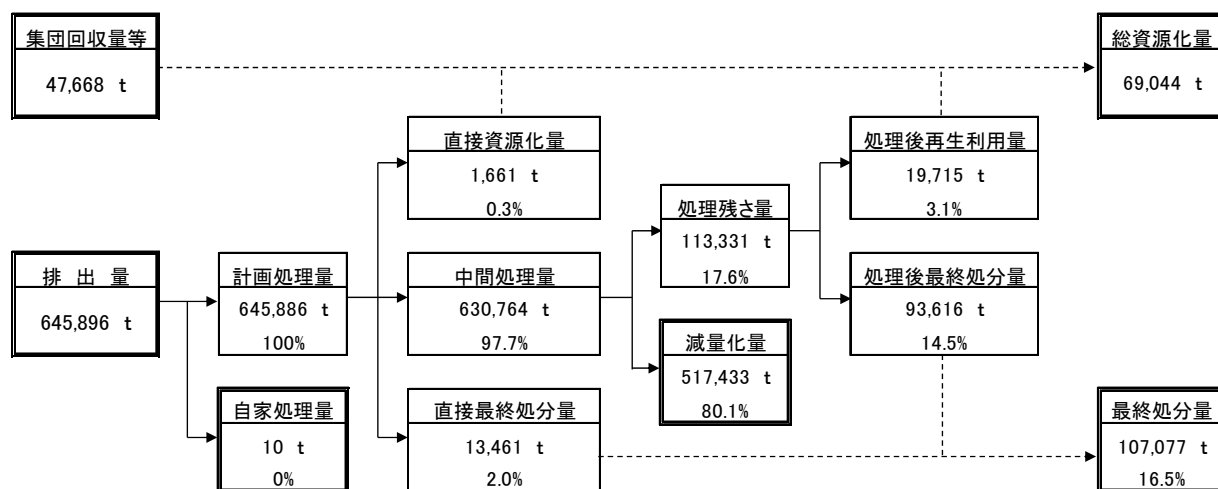 集団回収量等
47,668 t
総資源化量
69,044 t
直接資源化量
1,661 t
0.3%
処理後再生利用量
19,715 t
3.1%
処理残さ量
113,331 t
17.6%
排 出 量
645,896 t
計画処理量
645,886 t
100%
中間処理量
630,764 t
97.7%
処理後最終処分量
93,616 t
14.5%
減量化量
517,433 t
80.1%
自家処理量
10 t
0%
直接最終処分量
13,461 t
2.0%
最終処分量
107,077 t
16.5%